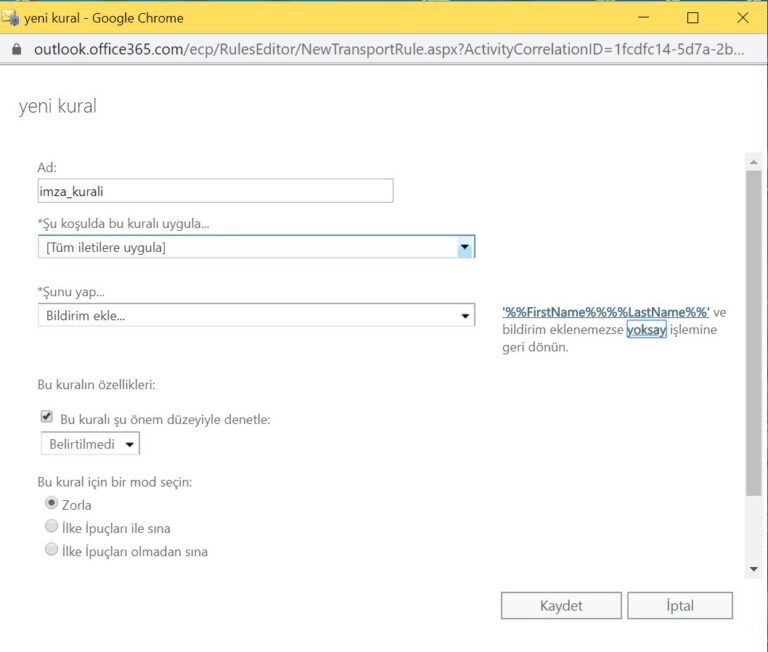 yeni kural - Google Chrome
outlook.office365.com/ecp/RulesEditor/NewTransportRule.aspx?ActivityCorrelationID=1fcdfc14-5d7a-2b...
yeni kural
Ad:
imza_kurali
*Şu koşulda bu kuralı uygula...
[Tüm iletilere uygula]
*Şunu yap...
Bildirim ekle...
'%%FirstName%%%%LastName%%' ve
bildirim eklenemezse yoksay işlemine
geri dönün.
Bu kuralın özellikleri:
Bu kuralı şu önem düzeyiyle denetle:
Belirtilmedi
Bu kural için bir mod seçin:
Zorla
İlke İpuçları ile sına
İlke İpuçları olmadan sına
Kaydet
İptal